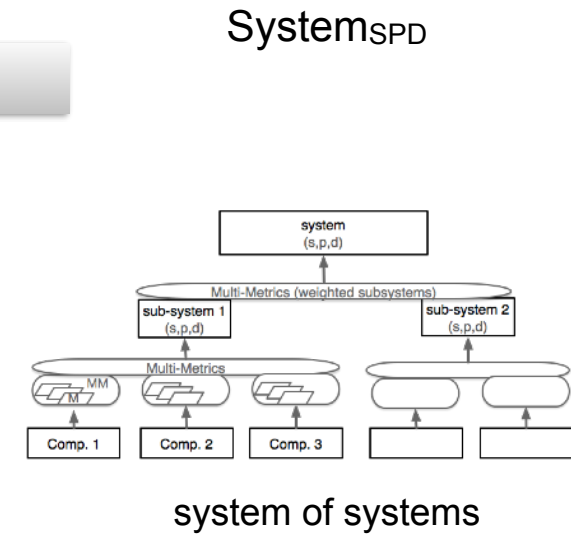 SystemSPD
system
(s,p,d)
Multi-Metrics (weighted subsystems)
sub-system 1
(s,p,d)
sub-system 2
(s,p,d)
Multi-Metrics
MM
M
Comp. 1
Comp. 2
Comp. 3
system of systems